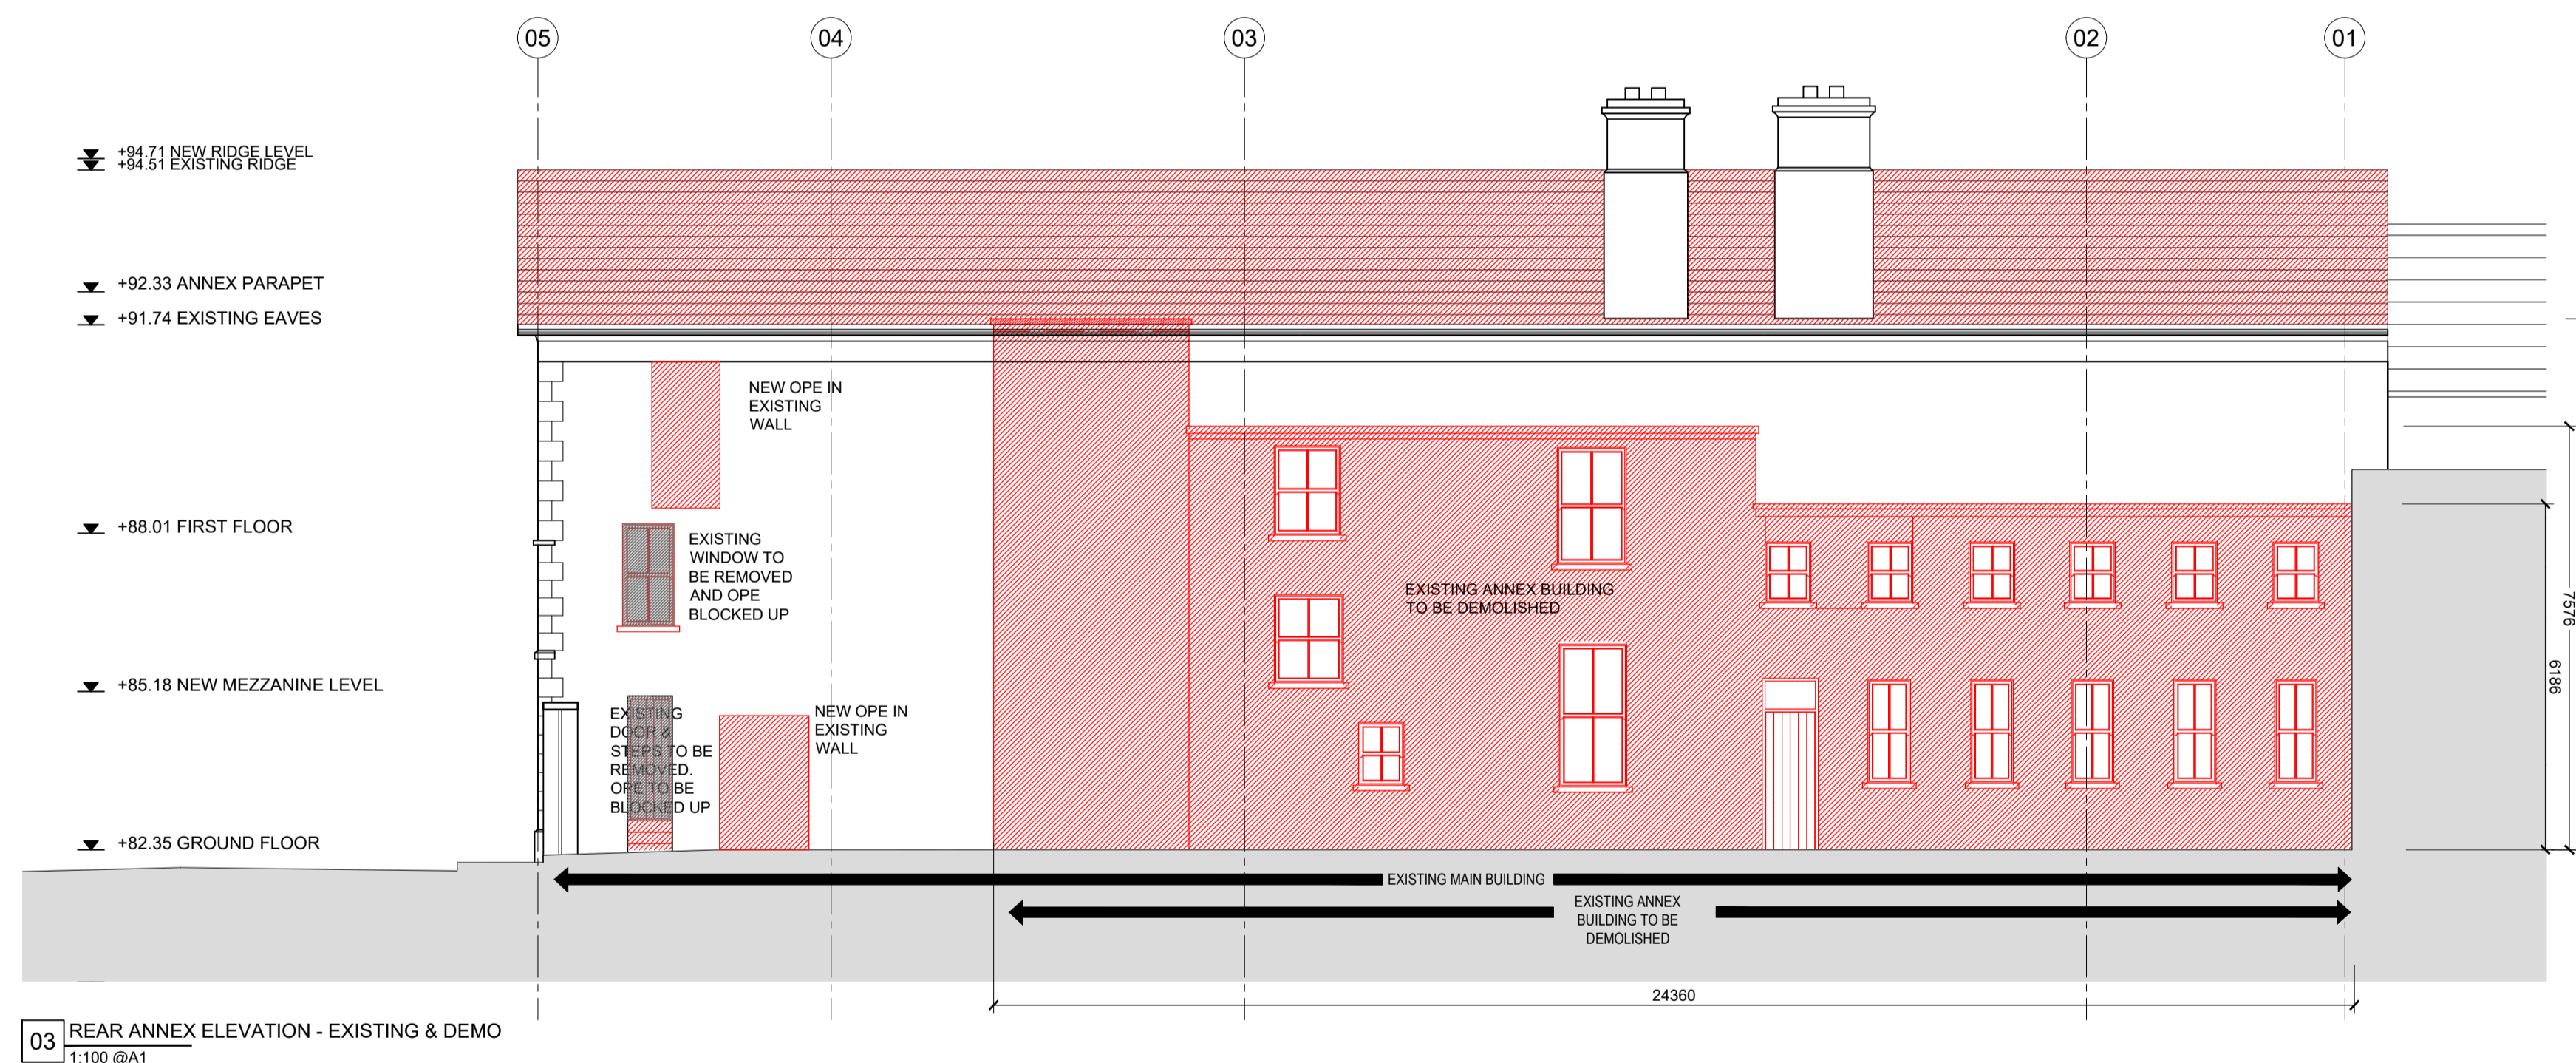 05
04
03
02
01
+94.71 NEW RIDGE LEVEL
+94.51 EXISTING RIDGE
+92.33 ANNEX PARAPET
+91.74 EXISTING EAVES
+88.01 FIRST FLOOR
+85.18 NEW MEZZANINE LEVEL
+82.35 GROUND FLOOR
NEW OPE IN
EXISTING
WALL
EXISTING
WINDOW TO
BE REMOVED
AND OPE
BLOCKED UP
EXISTING
DOOR &
STEPS TO BE
REMOVED.
OPE TO BE
BLOCKED UP
NEW OPE IN
EXISTING
WALL
EXISTING ANNEX BUILDING
TO BE DEMOLISHED
7576
6186
EXISTING MAIN BUILDING
EXISTING ANNEX
BUILDING TO BE
DEMOLISHED
24360
03
REAR ANNEX ELEVATION - EXISTING & DEMO
1:100 @A1